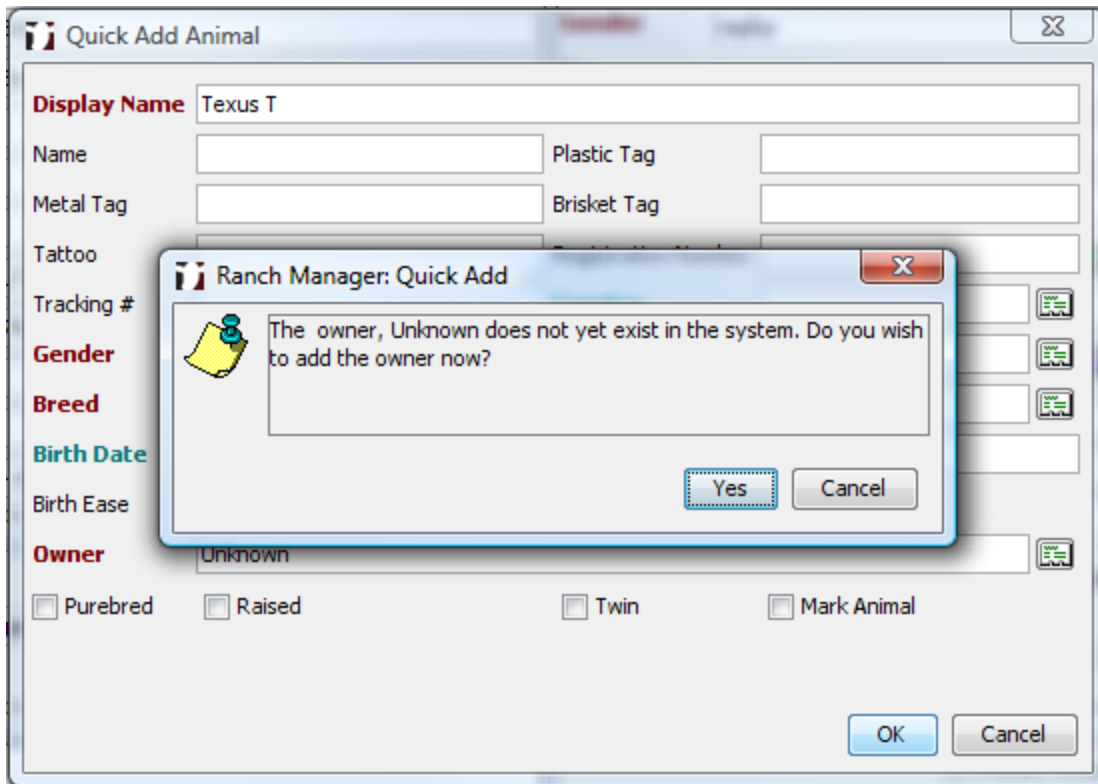 Quick Add Animal
Display Name Texus T
Name Plastic Tag
Metal Tag Brisket Tag
Tattoo
Ranch Manager: Quick Add
Tracking #
The owner, Unknown does not yet exist in the system. Do you wish
to add the owner now?
Gender
Breed
Birth Date
Yes Cancel
Birth Ease
Owner Unknown
Purebred Raised Twin Mark Animal
OK Cancel